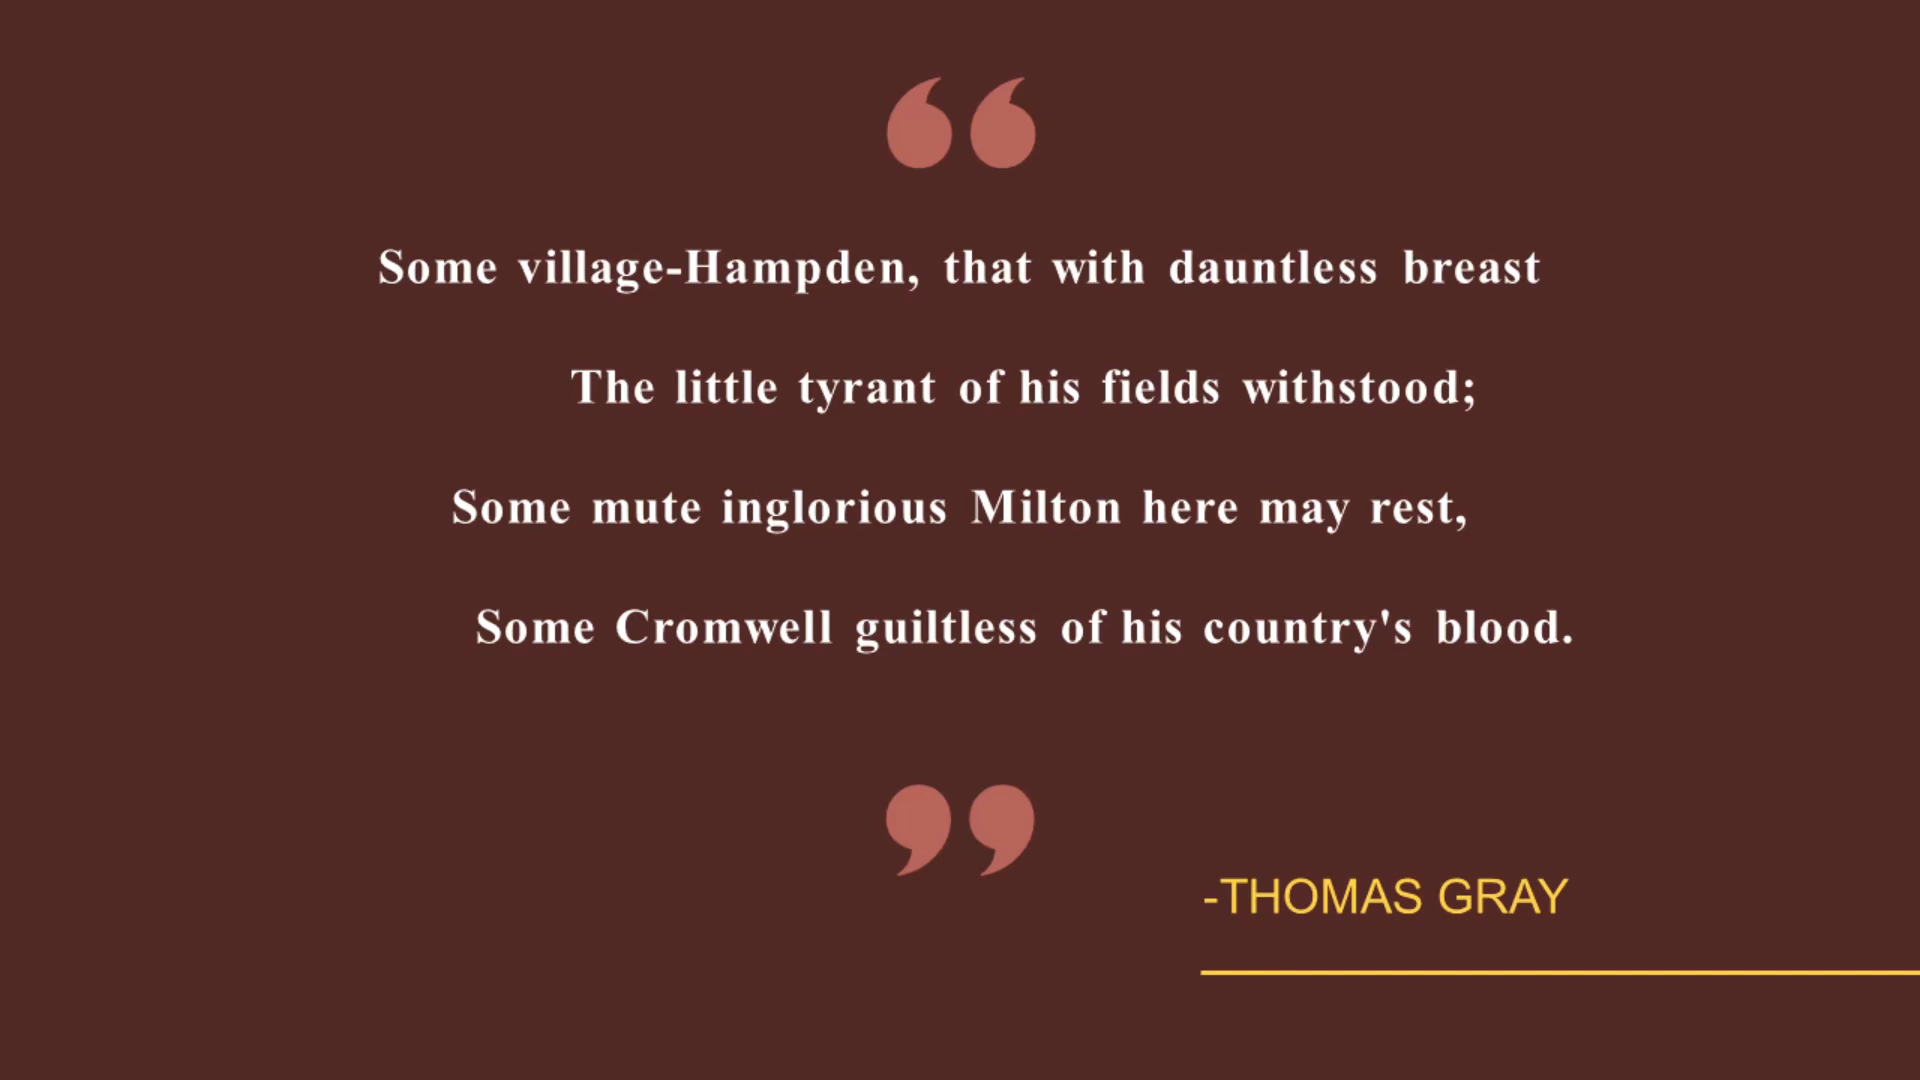 “
Some village-Hampden, that with dauntless breast
The little tyrant of his fields withstood;
Some mute inglorious Milton here may rest,
Some Cromwell guiltless of his country's blood.
”
-THOMAS GRAY